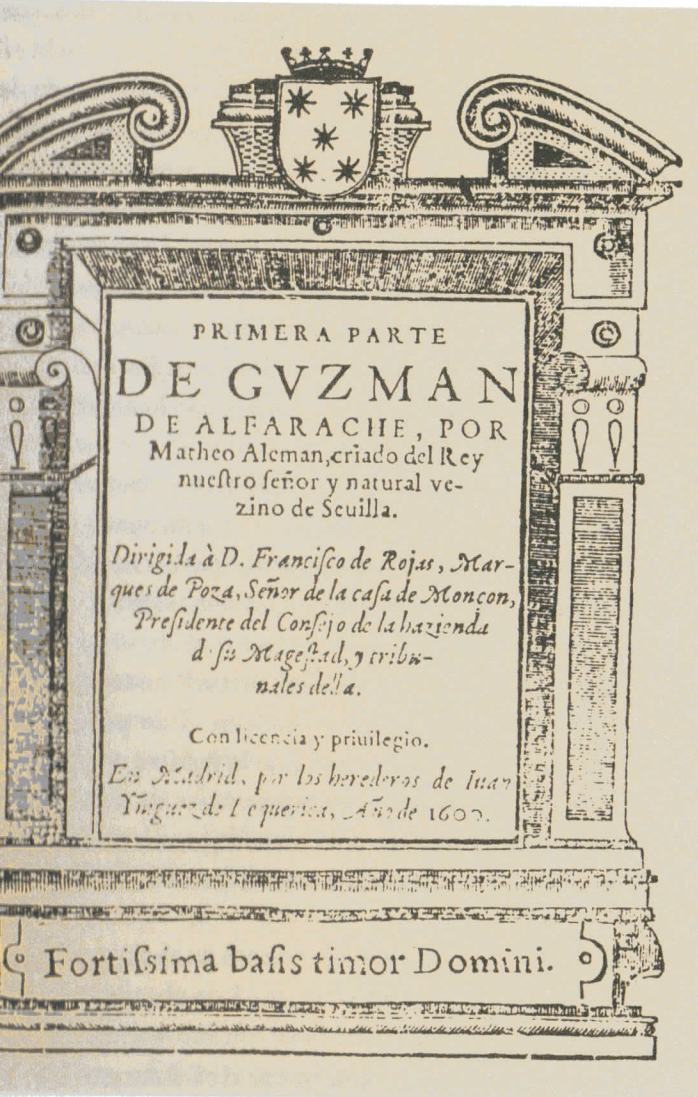 PRIMERA PARTE
DE GVZMAN
DE ALFARACHE, POR
Matheo Aleman, criado del Rey
nueſtro ſeñor y natural ve-
zino de Seuilla.
Dirigida à D. Franciſco de Rojas, Mar-
ques de Poza, Señor de la caſa de Moncon,
Preſidente del Conſejo de la hazienda
d ſu Mageſtad, y tribu-
nales della.
Con licencia y priuilegio.
En Madrid, por los herederos de Iuan
Yñiguez de Lequerica, Año de 1600.
Fortiſsima baſis timor Domini.